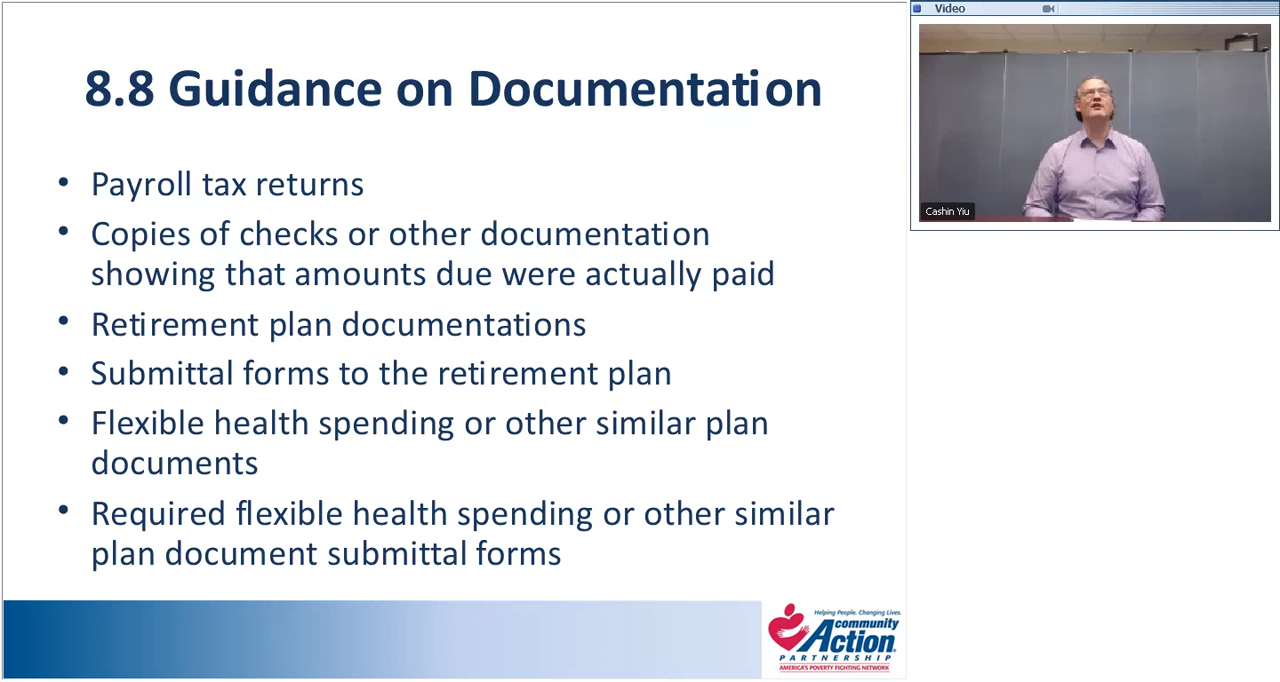 8.8 Guidance on Documentation
• Payroll tax returns
• Copies of checks or other documentation
showing that amounts due were actually paid
• Retirement plan documentations
• Submittal forms to the retirement plan
• Flexible health spending or other similar plan
documents
• Required flexible health spending or other similar
plan document submittal forms
Helping People. Changing Lives.
community
Action
PARTNERSHIP
AMERICA'S POVERTY FIGHTING NETWORK
Video
Cashin Yiu